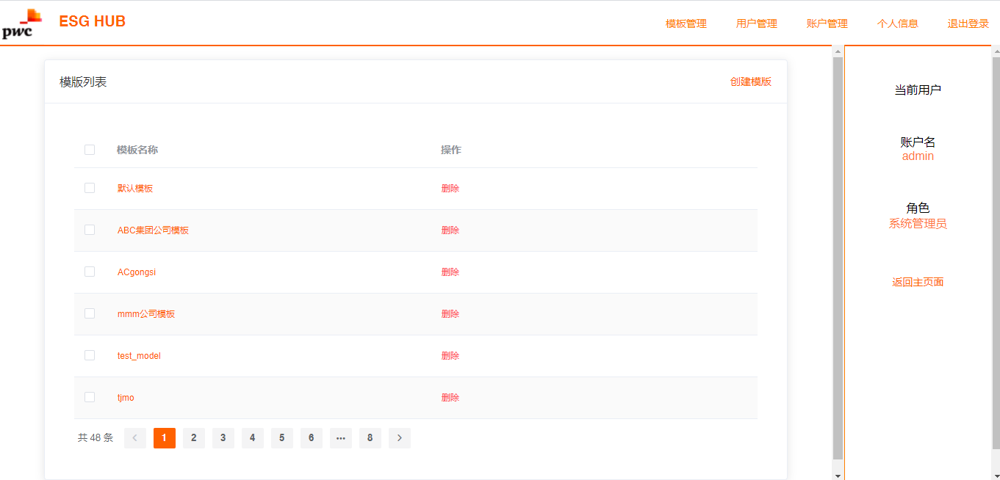 pwc
ESG HUB
模板管理
用户管理
账户管理
个人信息
退出登录
模版列表
创建模版
模板名称 操作
默认模板 删除
ABC集团公司模板 删除
ACgongsi 删除
mmm公司模板 删除
test_model 删除
tjmo 删除
共 48 条 < 1 2 3 4 5 6 ••• 8 >
当前用户
账户名
admin
角色
系统管理员
返回主页面